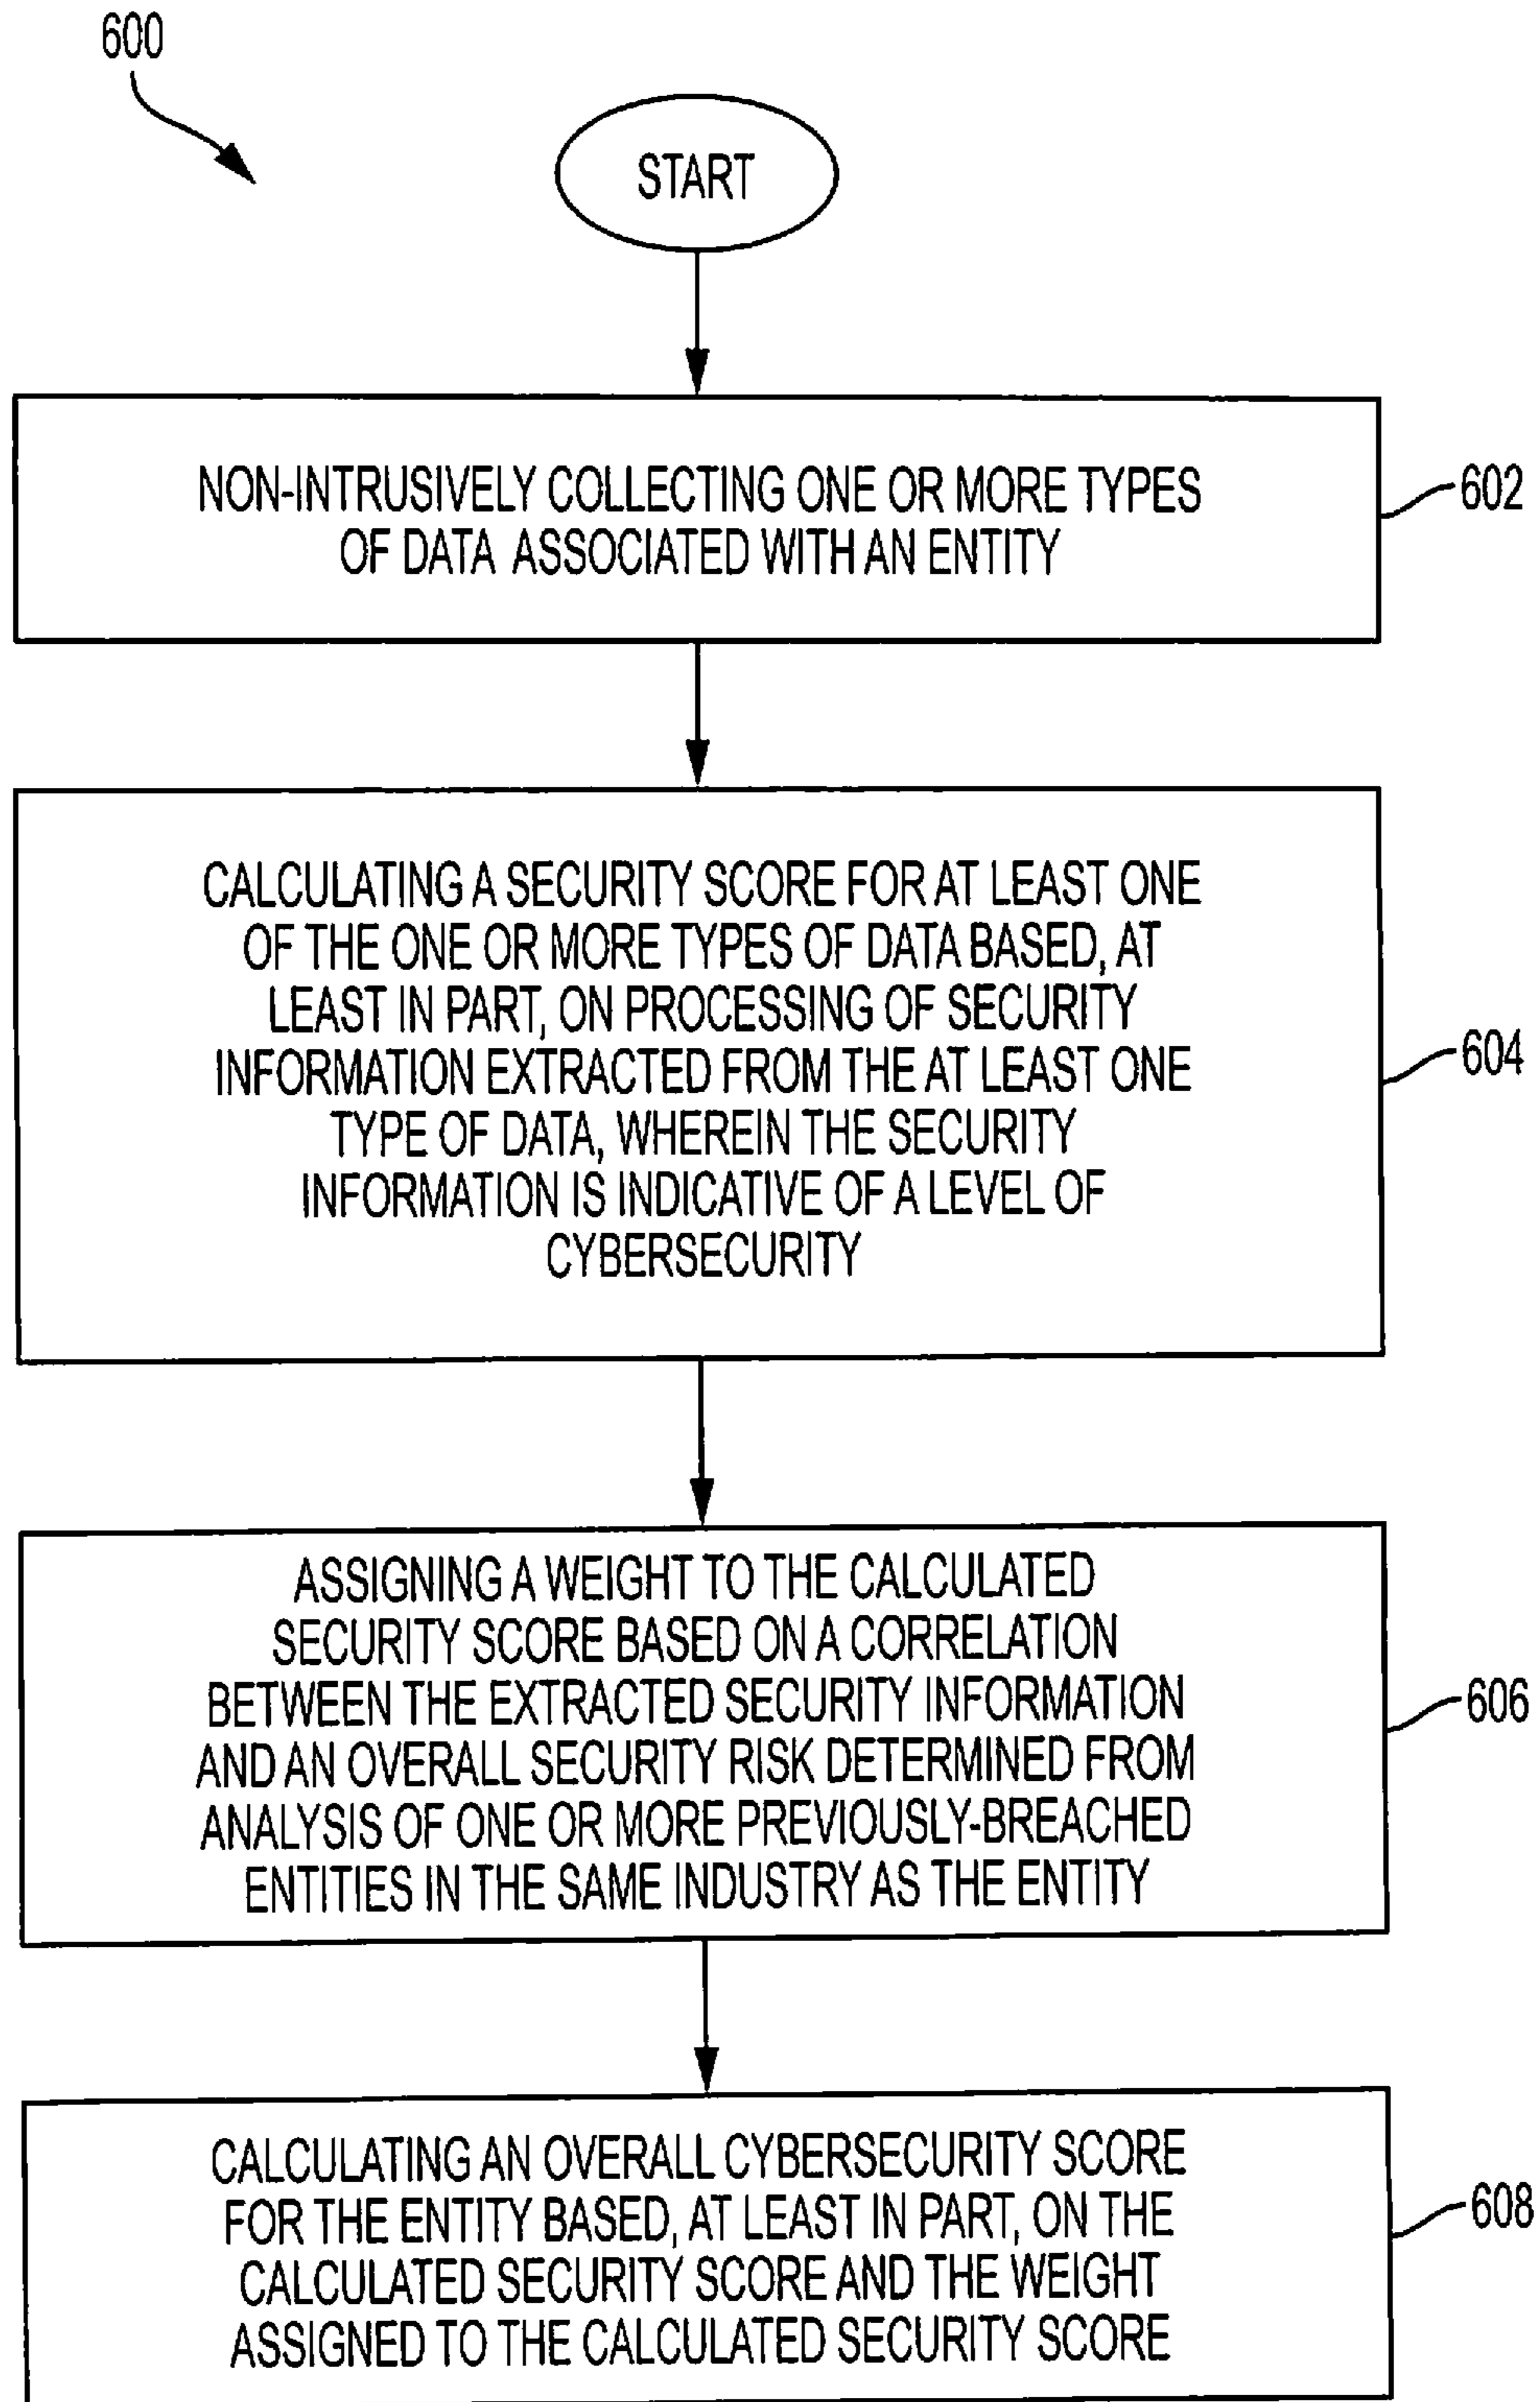 600
START
NON-INTRUSIVELY COLLECTING ONE OR MORE TYPES
OF DATA ASSOCIATED WITH AN ENTITY
602
CALCULATING A SECURITY SCORE FOR AT LEAST ONE
OF THE ONE OR MORE TYPES OF DATA BASED, AT
LEAST IN PART, ON PROCESSING OF SECURITY
INFORMATION EXTRACTED FROM THE AT LEAST ONE
TYPE OF DATA, WHEREIN THE SECURITY
INFORMATION IS INDICATIVE OF A LEVEL OF
CYBERSECURITY
604
ASSIGNING A WEIGHT TO THE CALCULATED
SECURITY SCORE BASED ON A CORRELATION
BETWEEN THE EXTRACTED SECURITY INFORMATION
AND AN OVERALL SECURITY RISK DETERMINED FROM
ANALYSIS OF ONE OR MORE PREVIOUSLY-BREACHED
ENTITIES IN THE SAME INDUSTRY AS THE ENTITY
606
CALCULATING AN OVERALL CYBERSECURITY SCORE
FOR THE ENTITY BASED, AT LEAST IN PART, ON THE
CALCULATED SECURITY SCORE AND THE WEIGHT
ASSIGNED TO THE CALCULATED SECURITY SCORE
608